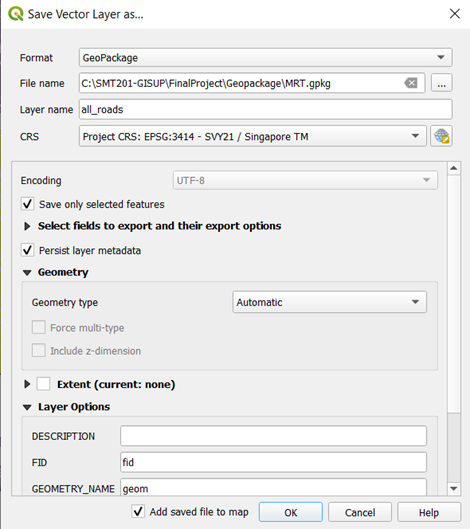 Save Vector Layer as...
Format GeoPackage
File name C:\SMT201-GISUP\FinalProject\Geopackage\MRT.gpkg ...
Layer name all_roads
CRS Project CRS: EPSG:3414 - SVY21 / Singapore TM
Encoding UTF-8
Save only selected features
Select fields to export and their export options
Persist layer metadata
Geometry
Geometry type Automatic
Force multi-type
Include z-dimension
Extent (current: none)
Layer Options
DESCRIPTION
FID fid
GEOMETRY_NAME geom
Add saved file to map OK Cancel Help